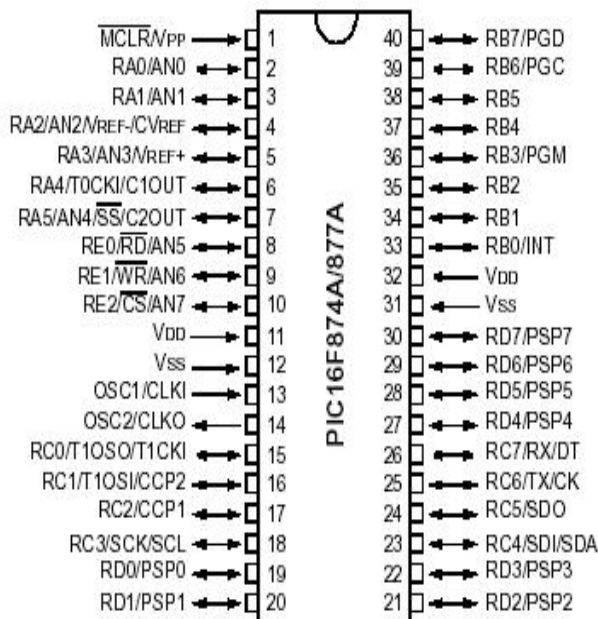 MCLR/VPP 1 40 RB7/PGD
RA0/AN0 2 39 RB6/PGC
RA1/AN1 3 38 RB5
RA2/AN2/VREF-/CVREF 4 37 RB4
RA3/AN3/VREF+ 5 36 RB3/PGM
RA4/T0CKI/C1OUT 6 35 RB2
RA5/AN4/SS/C2OUT 7 34 RB1
RE0/RD/AN5 8 33 RB0/INT
RE1/WR/AN6 9 32 VDD
RE2/CS/AN7 10 31 VSS
VDD 11 30 RD7/PSP7
VSS 12 29 RD6/PSP6
OSC1/CLKI 13 28 RD5/PSP5
OSC2/CLKO 14 27 RD4/PSP4
RC0/T1OSO/T1CKI 15 26 RC7/RX/DT
RC1/T1OSI/CCP2 16 25 RC6/TX/CK
RC2/CCP1 17 24 RC5/SDO
RC3/SCK/SCL 18 23 RC4/SDI/SDA
RD0/PSP0 19 22 RD3/PSP3
RD1/PSP1 20 21 RD2/PSP2
PIC16F874A/877A